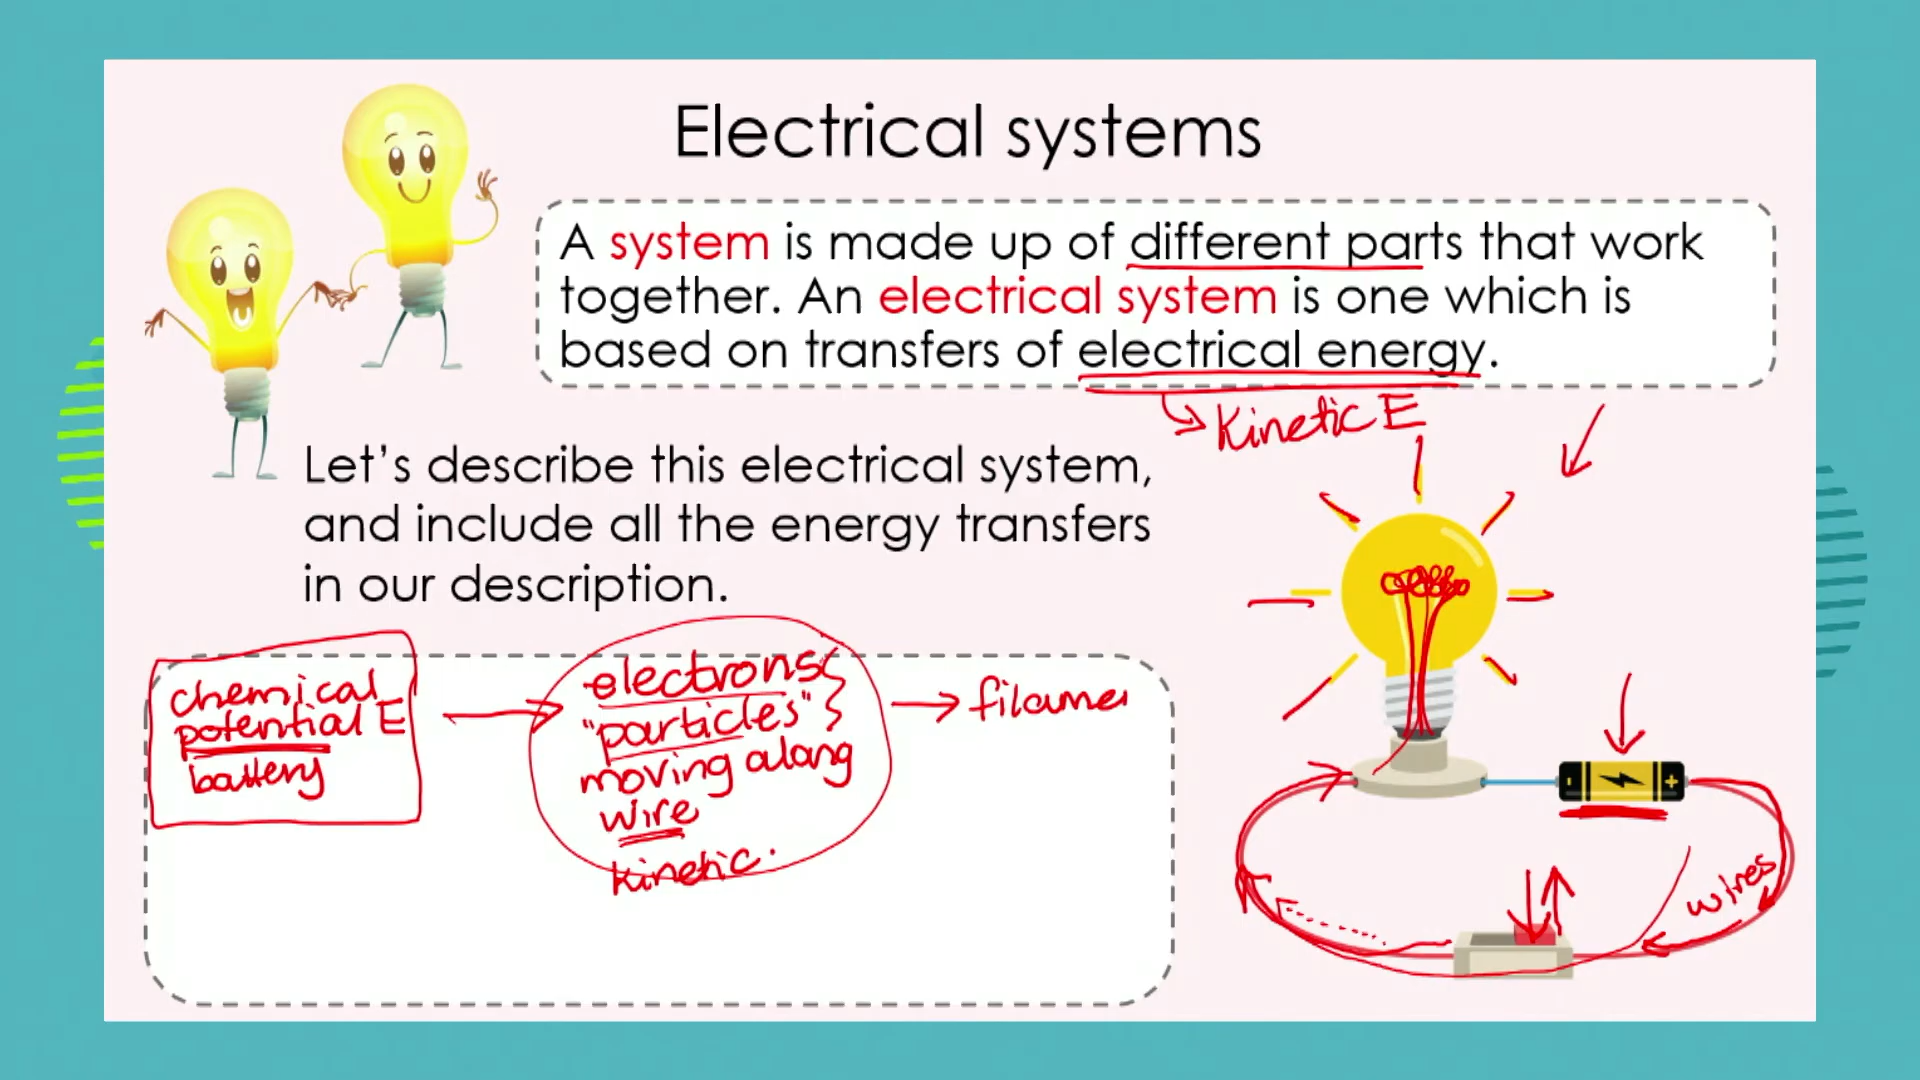 Electrical systems
A system is made up of different parts that work
together. An electrical system is one which is
based on transfers of electrical energy.
Kinetic E
Let's describe this electrical system,
and include all the energy transfers
in our description.
chemical
potential E
battery
electrons
"particles"
moving along
wire
kinetic.
filamen
wires
- +